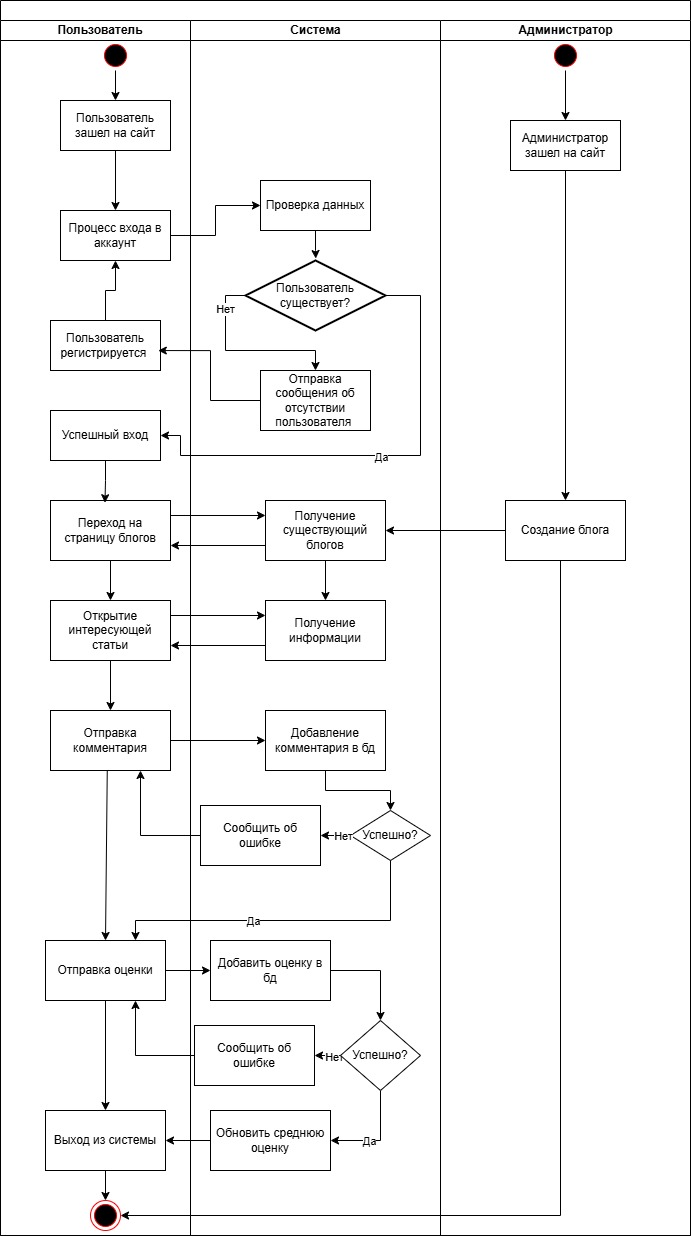 Пользователь
Система
Администратор
Пользователь
зашел на сайт
Администратор
зашел на сайт
Проверка данных
Процесс входа в
аккаунт
Пользователь
существует?
Нет
Пользователь
регистрируется
Отправка
сообщения об
отсутствии
пользователя
Успешный вход
Да
Переход на
страницу блогов
Получение
существующий
блогов
Создание блога
Открытие
интересующей
статьи
Получение
информации
Отправка
комментария
Добавление
комментария в бд
Сообщить об
ошибке
Нет
Успешно?
Да
Отправка оценки
Добавить оценку в
бд
Сообщить об
ошибке
Нет
Успешно?
Выход из системы
Обновить среднюю
оценку
Да